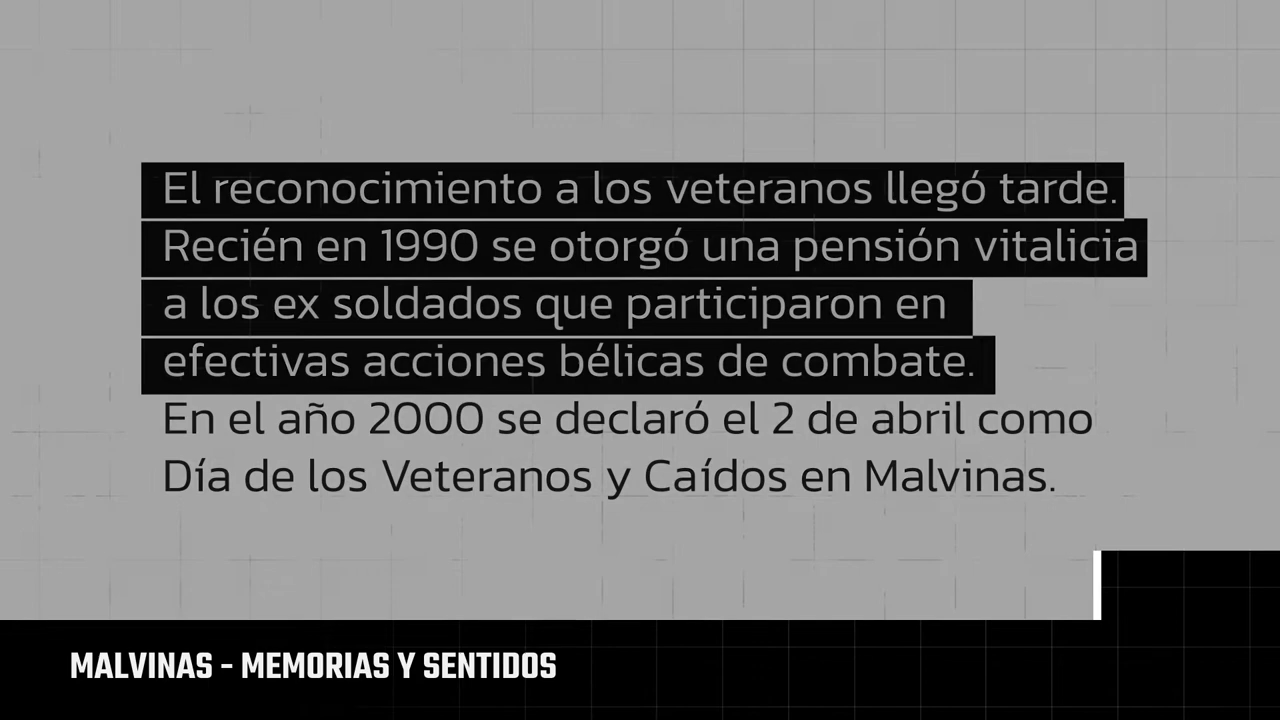 El reconocimiento a los veteranos llegó tarde.
Recién en 1990 se otorgó una pensión vitalicia
a los ex soldados que participaron en
efectivas acciones bélicas de combate.
En el año 2000 se declaró el 2 de abril como
Día de los Veteranos y Caídos en Malvinas.
MALVINAS - MEMORIAS Y SENTIDOS